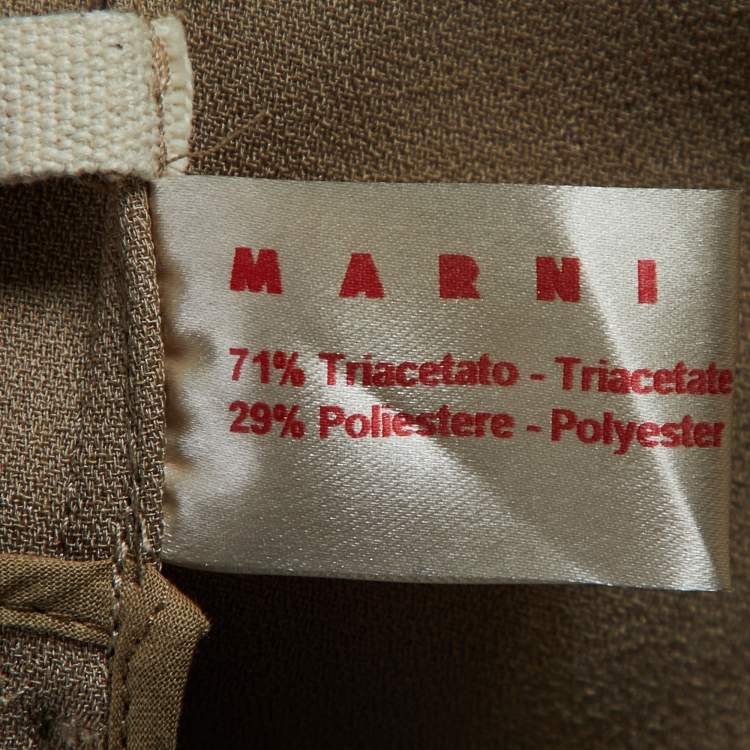 MARNI
71% Triacetato - Triacetate
29% Poliestere - Polyester